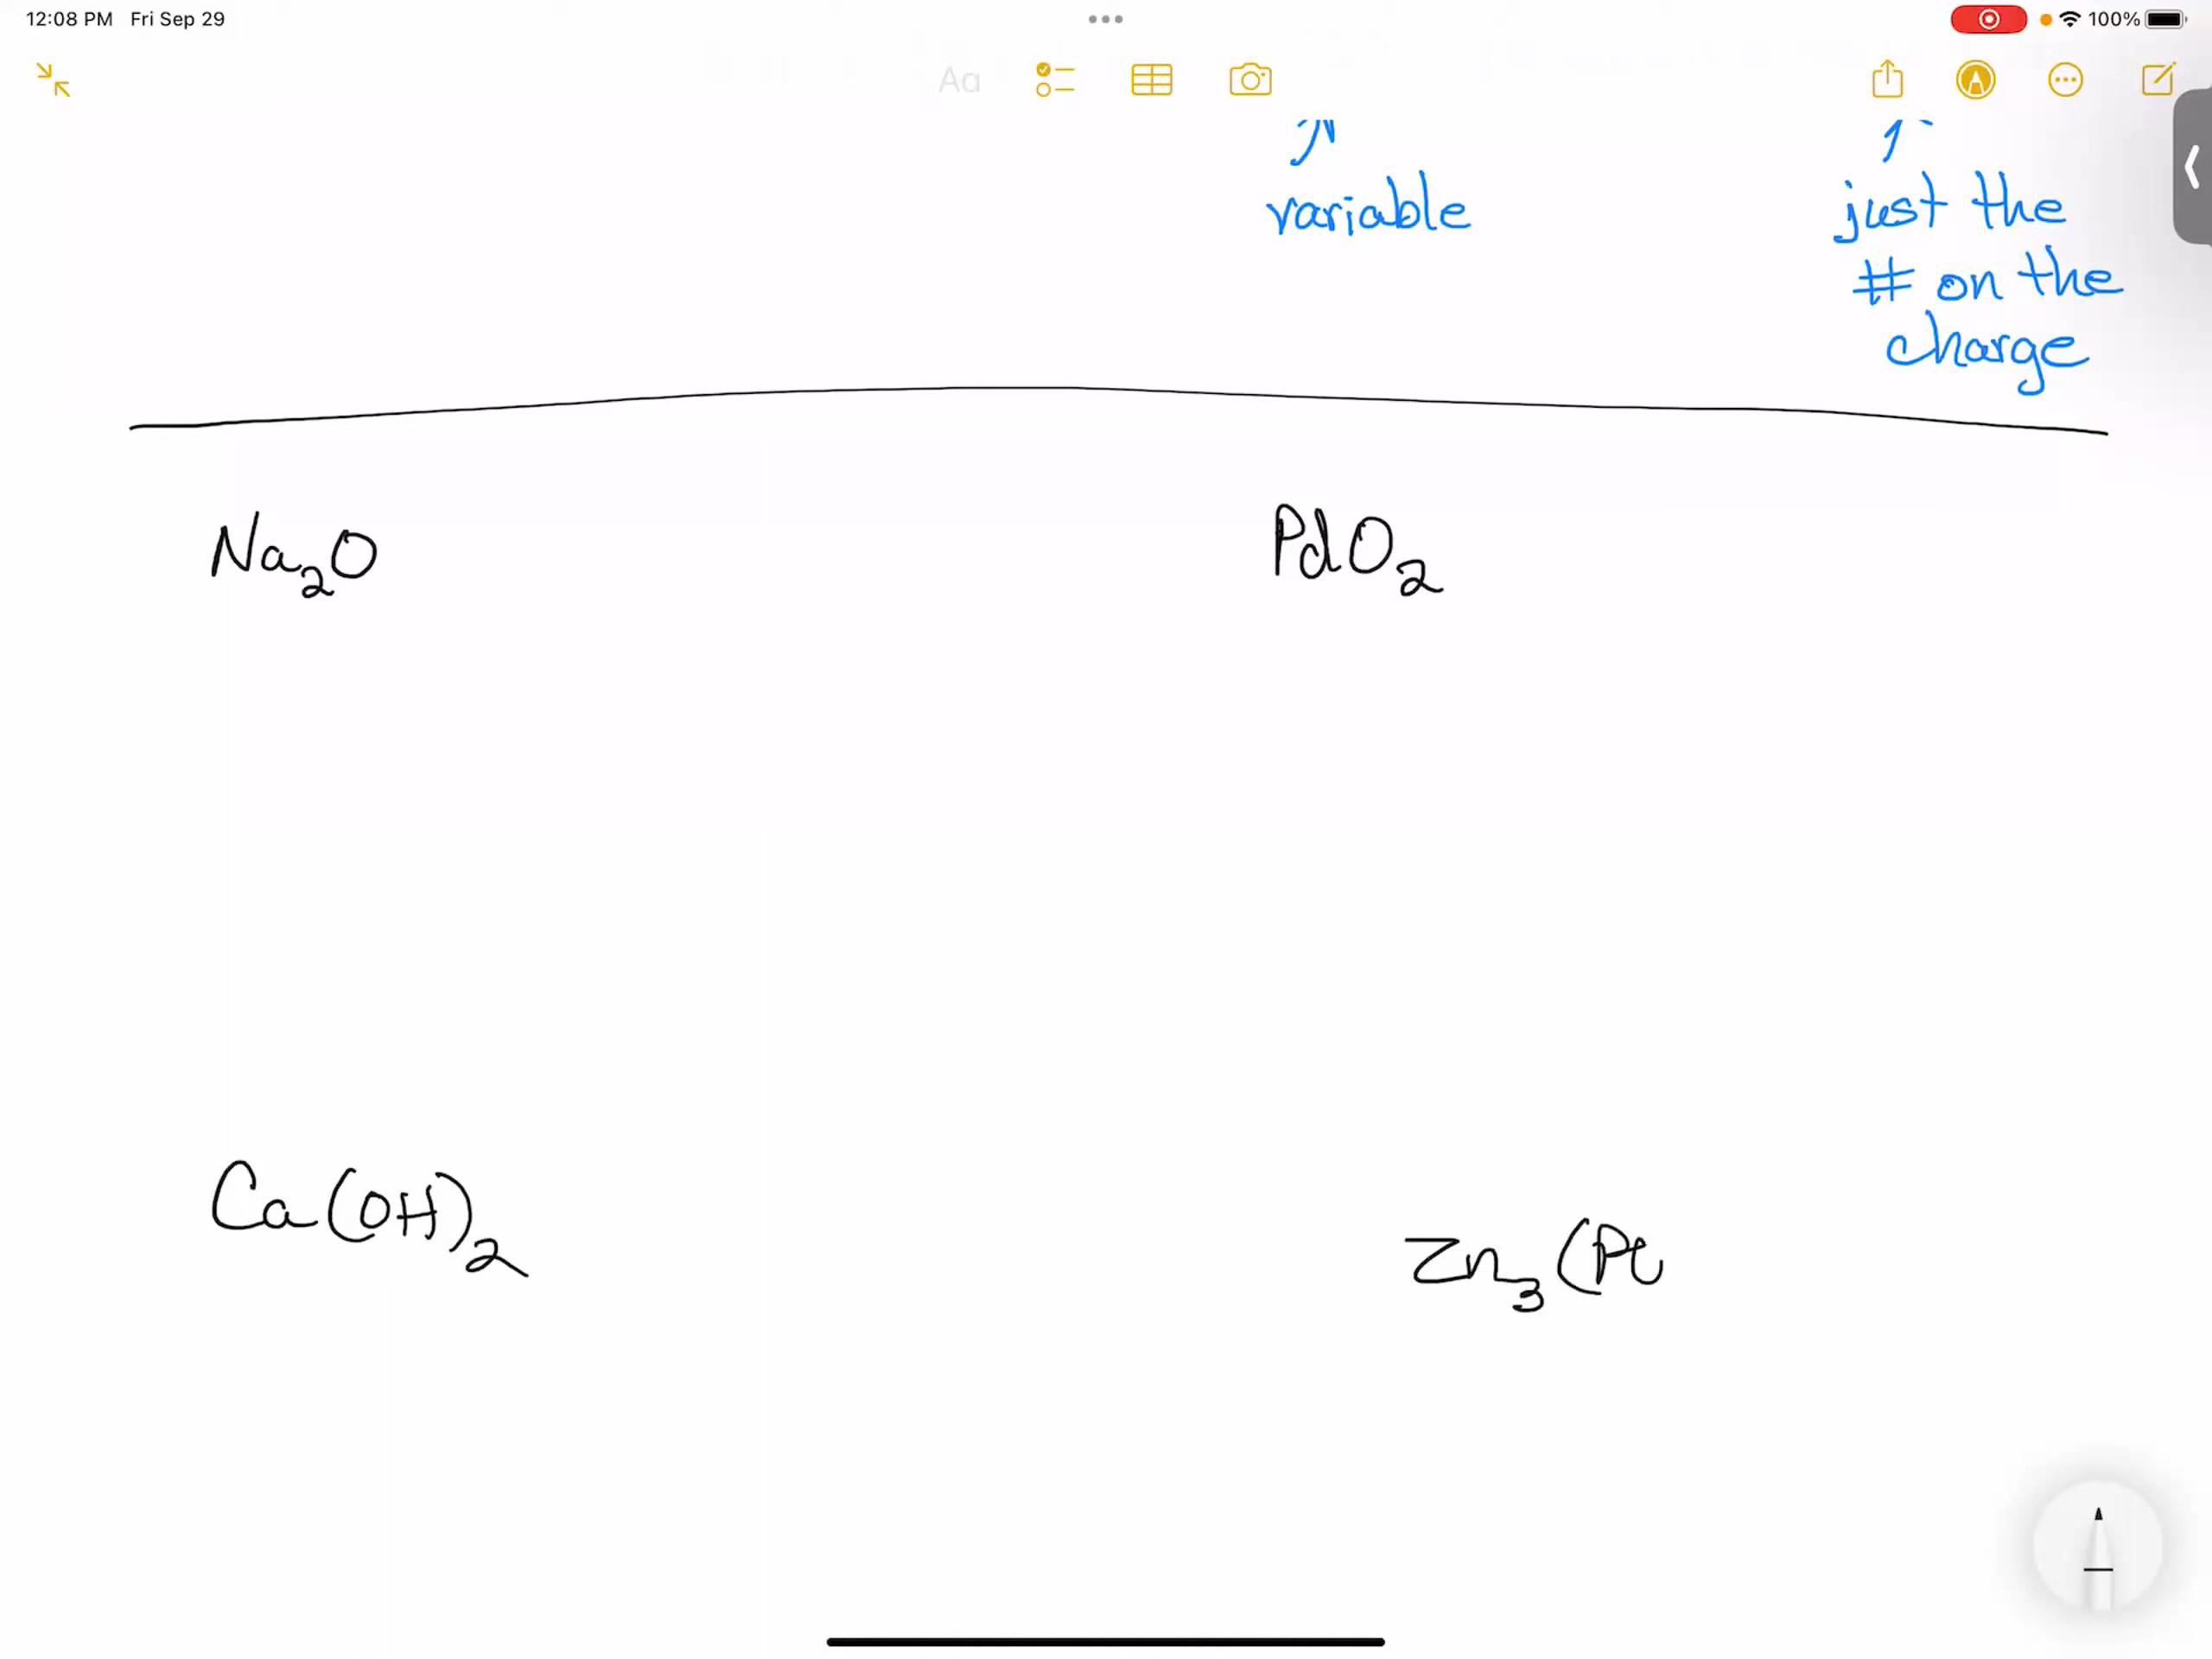 12:08 PM Fri Sep 29
100%
Aa
variable
just the
# on the
charge
Na₂O
PdO₂
Ca(OH)₂
Zn₃(P